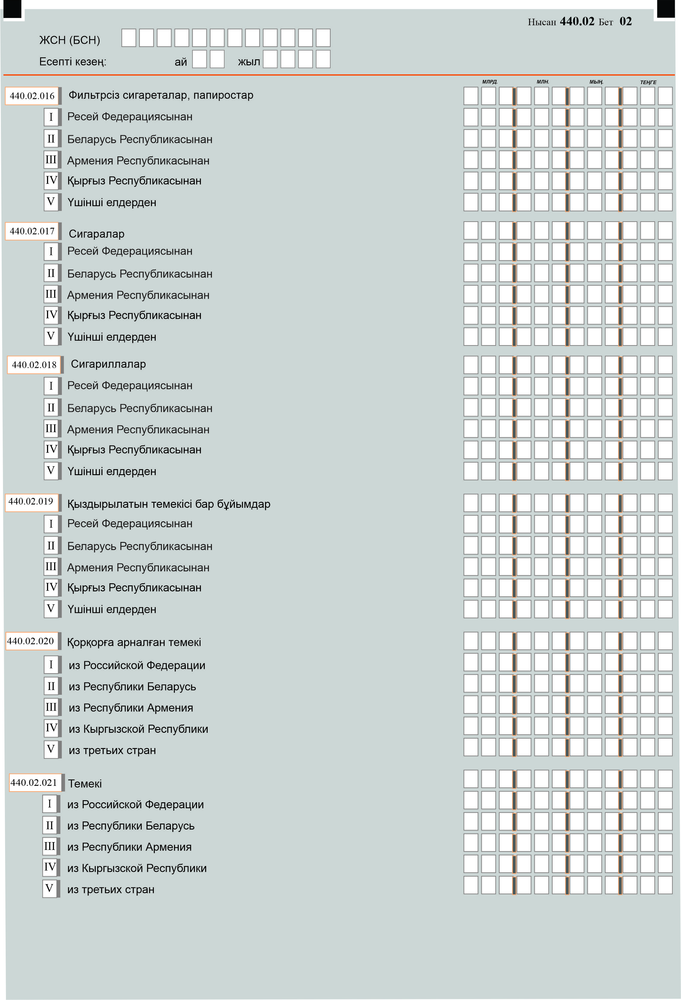 Нысан 440.02 Бет 02
ЖСН (БСН)
Есепті кезең: ай жыл
МЛРД. МЛН. МЫҢ. ТЕҢГЕ
440.02.016 Фильтрсіз сигареталар, папиростар
I Ресей Федерациясынан
II Беларусь Республикасынан
III Армения Республикасынан
IV Қырғыз Республикасынан
V Үшінші елдерден
440.02.017 Сигаралар
I Ресей Федерациясынан
II Беларусь Республикасынан
III Армения Республикасынан
IV Қырғыз Республикасынан
V Үшінші елдерден
440.02.018 Сигариллалар
I Ресей Федерациясынан
II Беларусь Республикасынан
III Армения Республикасынан
IV Қырғыз Республикасынан
V Үшінші елдерден
440.02.019 Қыздырылатын темекісі бар бұйымдар
I Ресей Федерациясынан
II Беларусь Республикасынан
III Армения Республикасынан
IV Қырғыз Республикасынан
V Үшінші елдерден
440.02.020 Қорқорға арналған темекі
I из Российской Федерации
II из Республики Беларусь
III из Республики Армения
IV из Кыргызской Республики
V из третьих стран
440.02.021 Темекі
I из Российской Федерации
II из Республики Беларусь
III из Республики Армения
IV из Кыргызской Республики
V из третьих стран